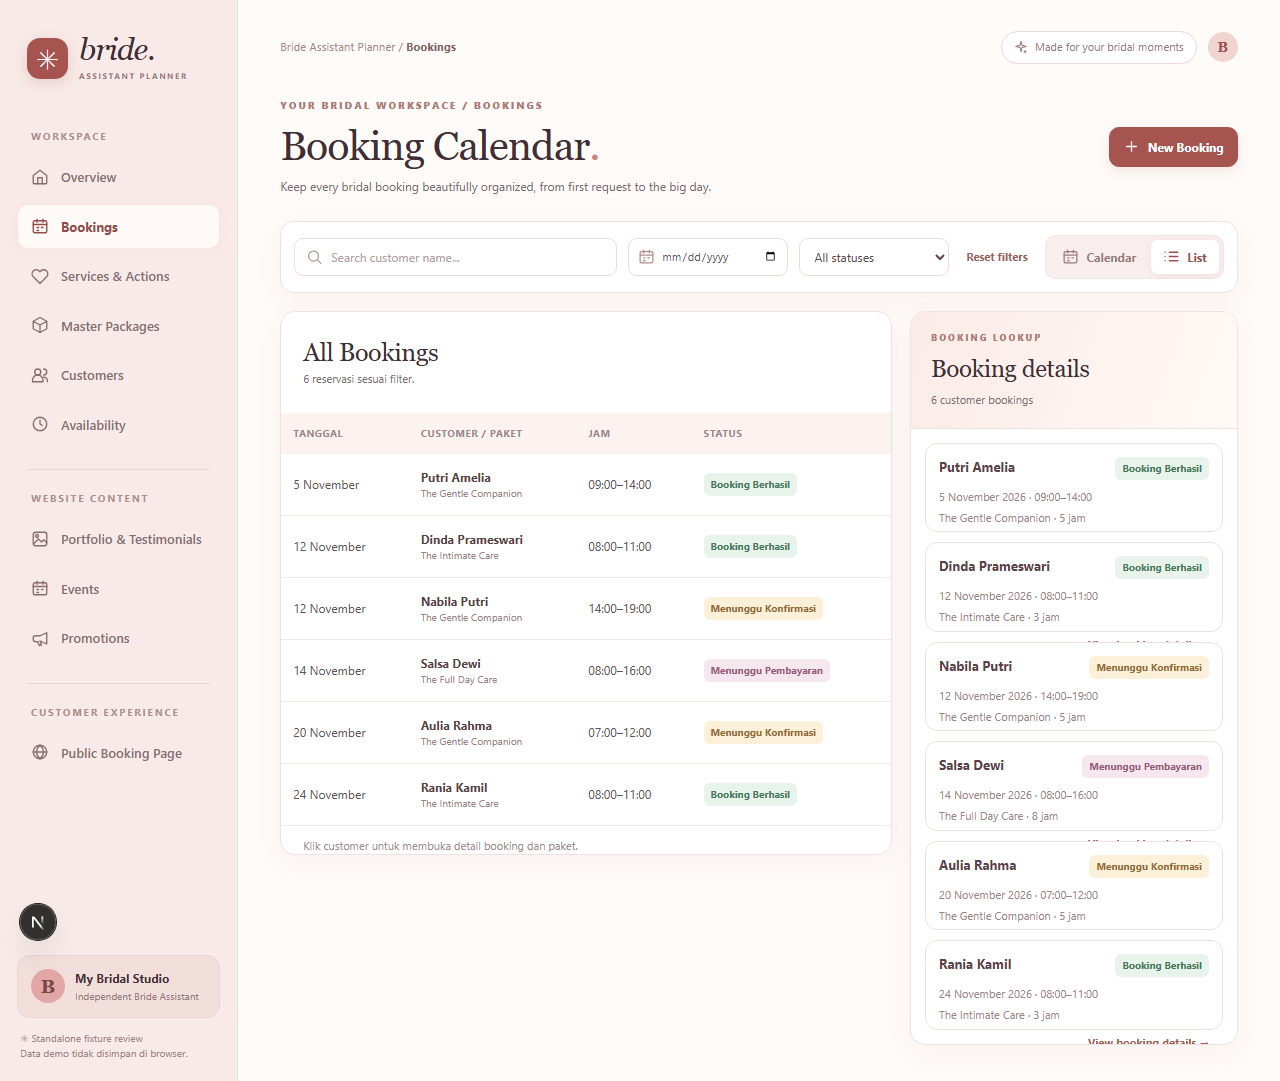 bride.
ASSISTANT PLANNER
WORKSPACE
Overview
Bookings
Services & Actions
Master Packages
Customers
Availability
WEBSITE CONTENT
Portfolio & Testimonials
Events
Promotions
CUSTOMER EXPERIENCE
Public Booking Page
N
B
My Bridal Studio
Independent Bride Assistant
✳ Standalone fixture review
Data demo tidak disimpan di browser.
Bride Assistant Planner / Bookings
Made for your bridal moments
B
YOUR BRIDAL WORKSPACE / BOOKINGS
Booking Calendar.
Keep every bridal booking beautifully organized, from first request to the big day.
+ New Booking
Search customer name...
mm/dd/yyyy
All statuses
Reset filters
Calendar
List
All Bookings
6 reservasi sesuai filter.
TANGGAL CUSTOMER / PAKET JAM STATUS
5 November Putri Amelia 09:00–14:00 Booking Berhasil
The Gentle Companion
12 November Dinda Prameswari 08:00–11:00 Booking Berhasil
The Intimate Care
12 November Nabila Putri 14:00–19:00 Menunggu Konfirmasi
The Gentle Companion
14 November Salsa Dewi 08:00–16:00 Menunggu Pembayaran
The Full Day Care
20 November Aulia Rahma 07:00–12:00 Menunggu Konfirmasi
The Gentle Companion
24 November Rania Kamil 08:00–11:00 Booking Berhasil
The Intimate Care
Klik customer untuk membuka detail booking dan paket.
BOOKING LOOKUP
Booking details
6 customer bookings
Putri Amelia Booking Berhasil
5 November 2026 · 09:00–14:00
The Gentle Companion · 5 jam
Dinda Prameswari Booking Berhasil
12 November 2026 · 08:00–11:00
The Intimate Care · 3 jam
Nabila Putri Menunggu Konfirmasi
12 November 2026 · 14:00–19:00
The Gentle Companion · 5 jam
Salsa Dewi Menunggu Pembayaran
14 November 2026 · 08:00–16:00
The Full Day Care · 8 jam
Aulia Rahma Menunggu Konfirmasi
20 November 2026 · 07:00–12:00
The Gentle Companion · 5 jam
Rania Kamil Booking Berhasil
24 November 2026 · 08:00–11:00
The Intimate Care · 3 jam
View booking details →